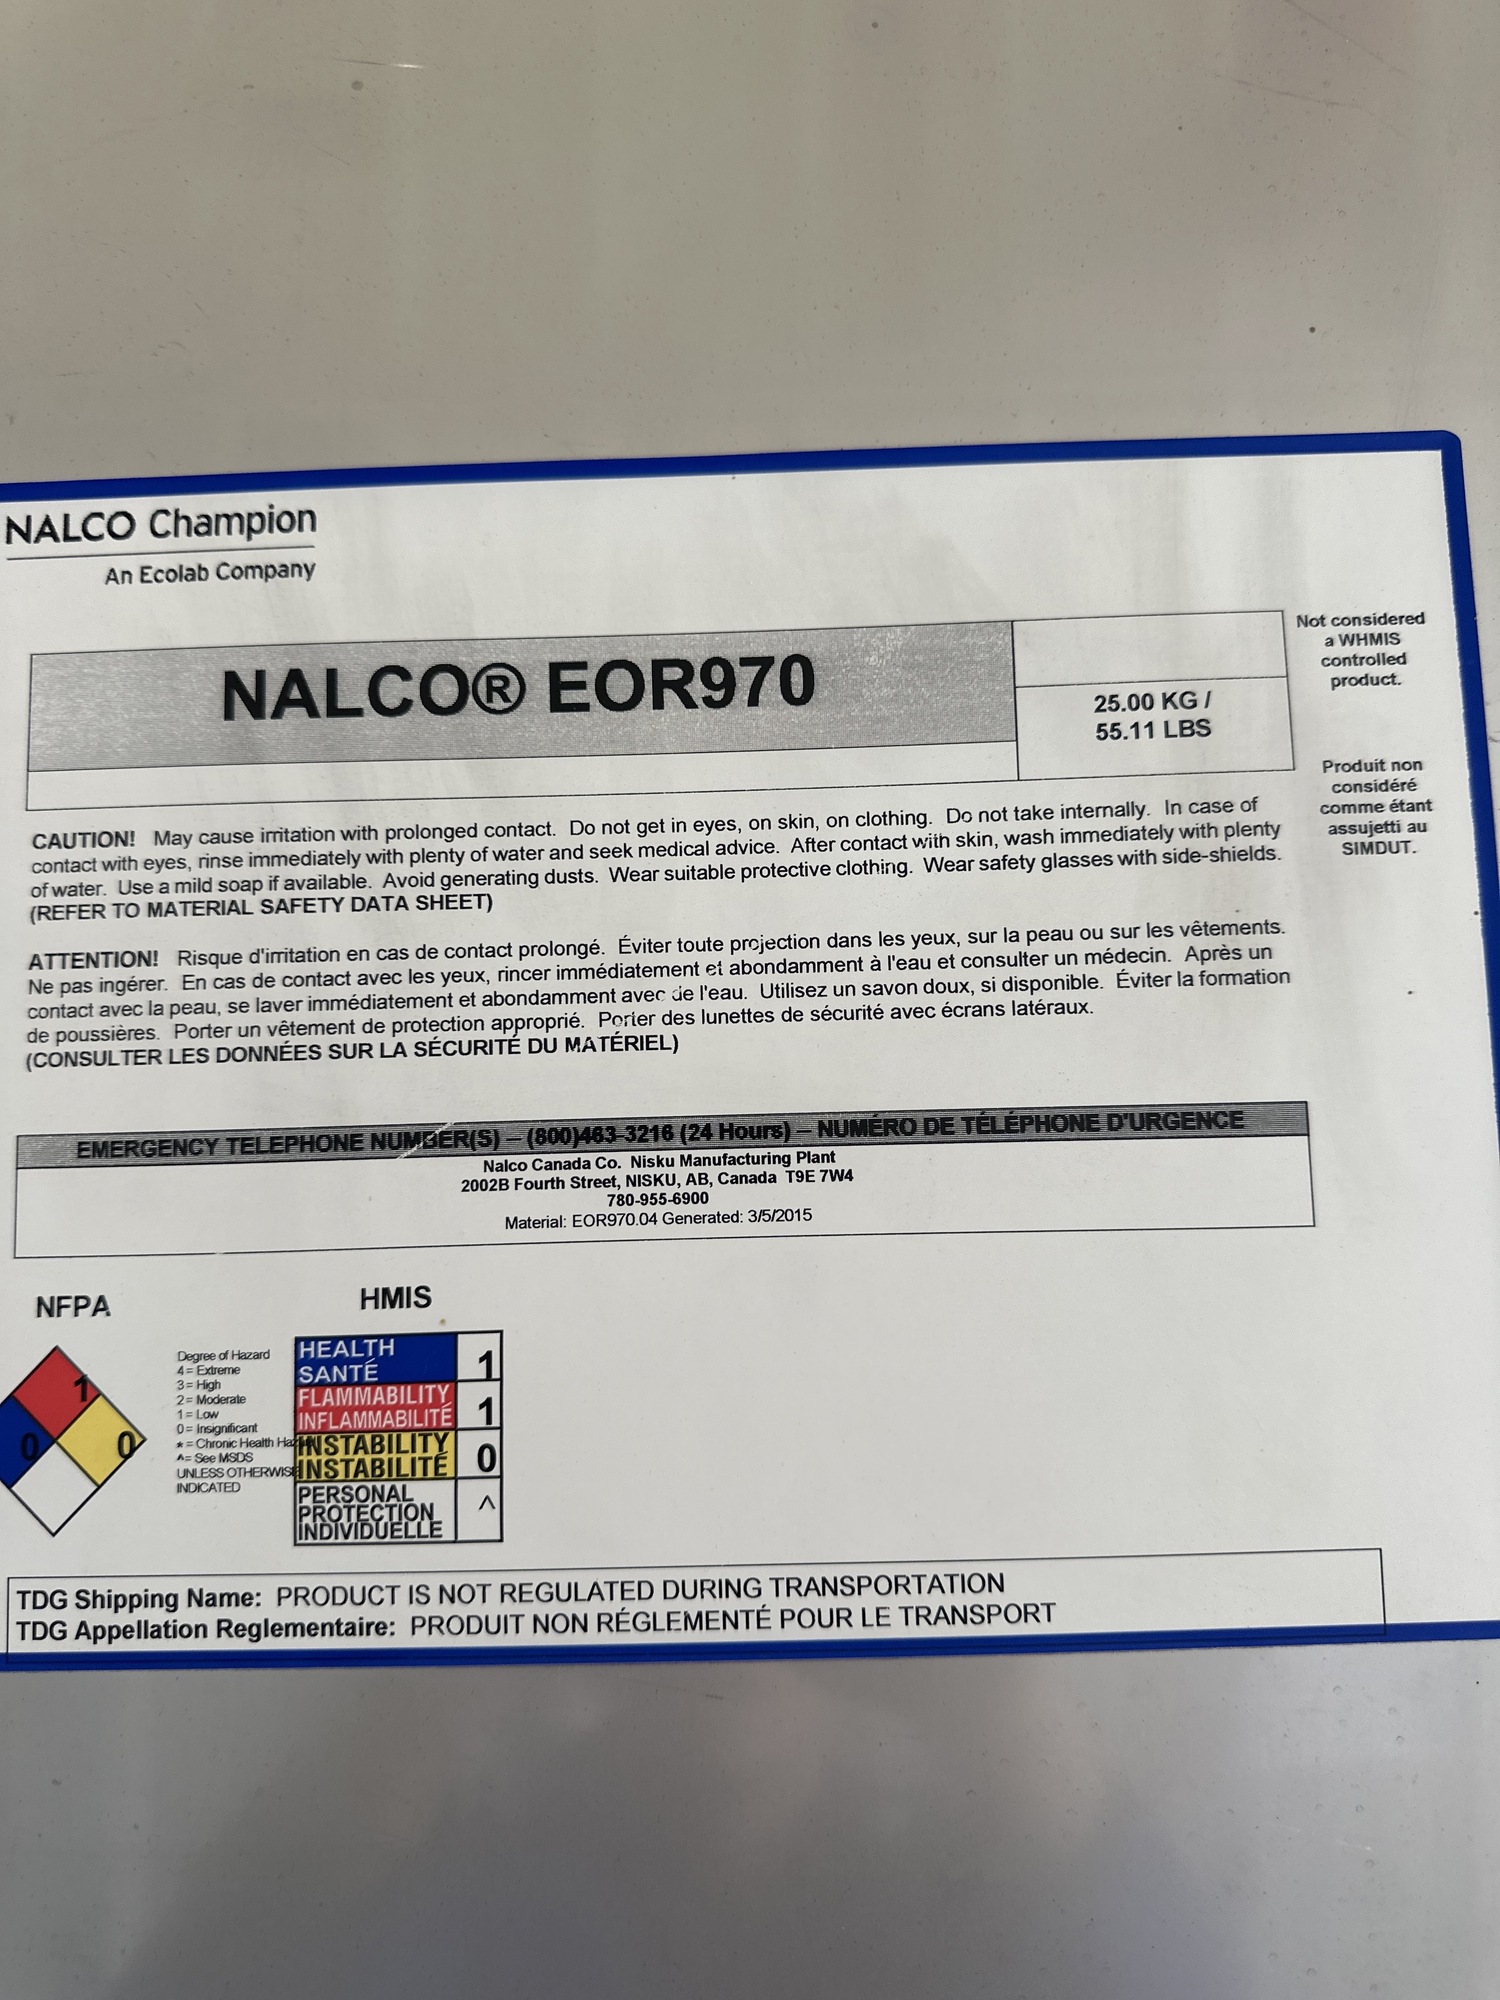 NALCO Champion
An Ecolab Company
NALCO® EOR970
25.00 KG /
55.11 LBS
Not considered
a WHMIS
controlled
product.
Produit non
considéré
comme étant
assujetti au
SIMDUT.
CAUTION! May cause irritation with prolonged contact. Do not get in eyes, on skin, on clothing. Do not take internally. In case of
contact with eyes, rinse immediately with plenty of water and seek medical advice. After contact with skin, wash immediately with plenty
of water. Use a mild soap if available. Avoid generating dusts. Wear suitable protective clothing. Wear safety glasses with side-shields.
(REFER TO MATERIAL SAFETY DATA SHEET)
ATTENTION! Risque d'irritation en cas de contact prolongé. Éviter toute projection dans les yeux, sur la peau ou sur les vêtements.
Ne pas ingérer. En cas de contact avec les yeux, rincer immédiatement et abondamment à l'eau et consulter un médecin. Après un
contact avec la peau, se laver immédiatement et abondamment avec de l'eau. Utilisez un savon doux, si disponible. Éviter la formation
de poussières. Porter un vêtement de protection approprié. Porter des lunettes de sécurité avec écrans latéraux.
(CONSULTER LES DONNÉES SUR LA SÉCURITÉ DU MATÉRIEL)
EMERGENCY TELEPHONE NUMBER(S) – (800)463-3216 (24 Hours) – NUMÉRO DE TÉLÉPHONE D'URGENCE
Nalco Canada Co. Nisku Manufacturing Plant
2002B Fourth Street, NISKU, AB, Canada T9E 7W4
780-955-6900
Material: EOR970.04 Generated: 3/5/2015
NFPA
1
0
0
Degree of Hazard
4 = Extreme
3 = High
2 = Moderate
1 = Low
0 = Insignificant
* = Chronic Health
^ = See MSDS
UNLESS OTHERWISE
INDICATED
HMIS
HEALTH
SANTÉ
1
FLAMMABILITY
INFLAMMABILITÉ
1
INSTABILITY
INSTABILITÉ
0
PERSONAL
PROTECTION
INDIVIDUELLE
^
TDG Shipping Name: PRODUCT IS NOT REGULATED DURING TRANSPORTATION
TDG Appellation Reglementaire: PRODUIT NON RÉGLEMENTÉ POUR LE TRANSPORT